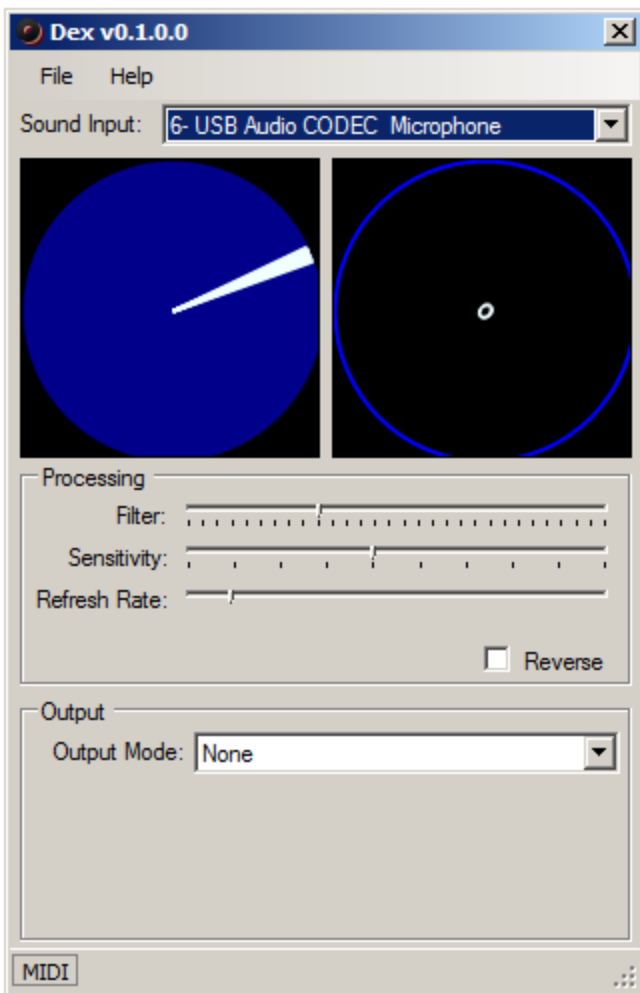 Dex v0.1.0.0
File Help
Sound Input: 6- USB Audio CODEC Microphone
Processing
Filter:
Sensitivity:
Refresh Rate:
Reverse
Output
Output Mode: None
MIDI